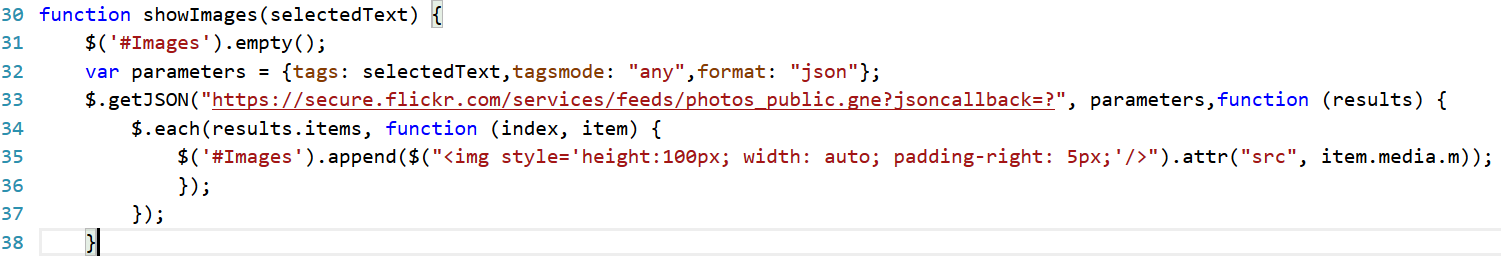 30 function showImages(selectedText) {
31     $('#Images').empty();
32     var parameters = {tags: selectedText,tagsmode: "any",format: "json"};
33     $.getJSON("https://secure.flickr.com/services/feeds/photos_public.gne?jsoncallback=?", parameters,function (results) {
34         $.each(results.items, function (index, item) {
35             $('#Images').append($("<img style='height:100px; width: auto; padding-right: 5px;'/>").attr("src", item.media.m));
36             });
37         });
38     }